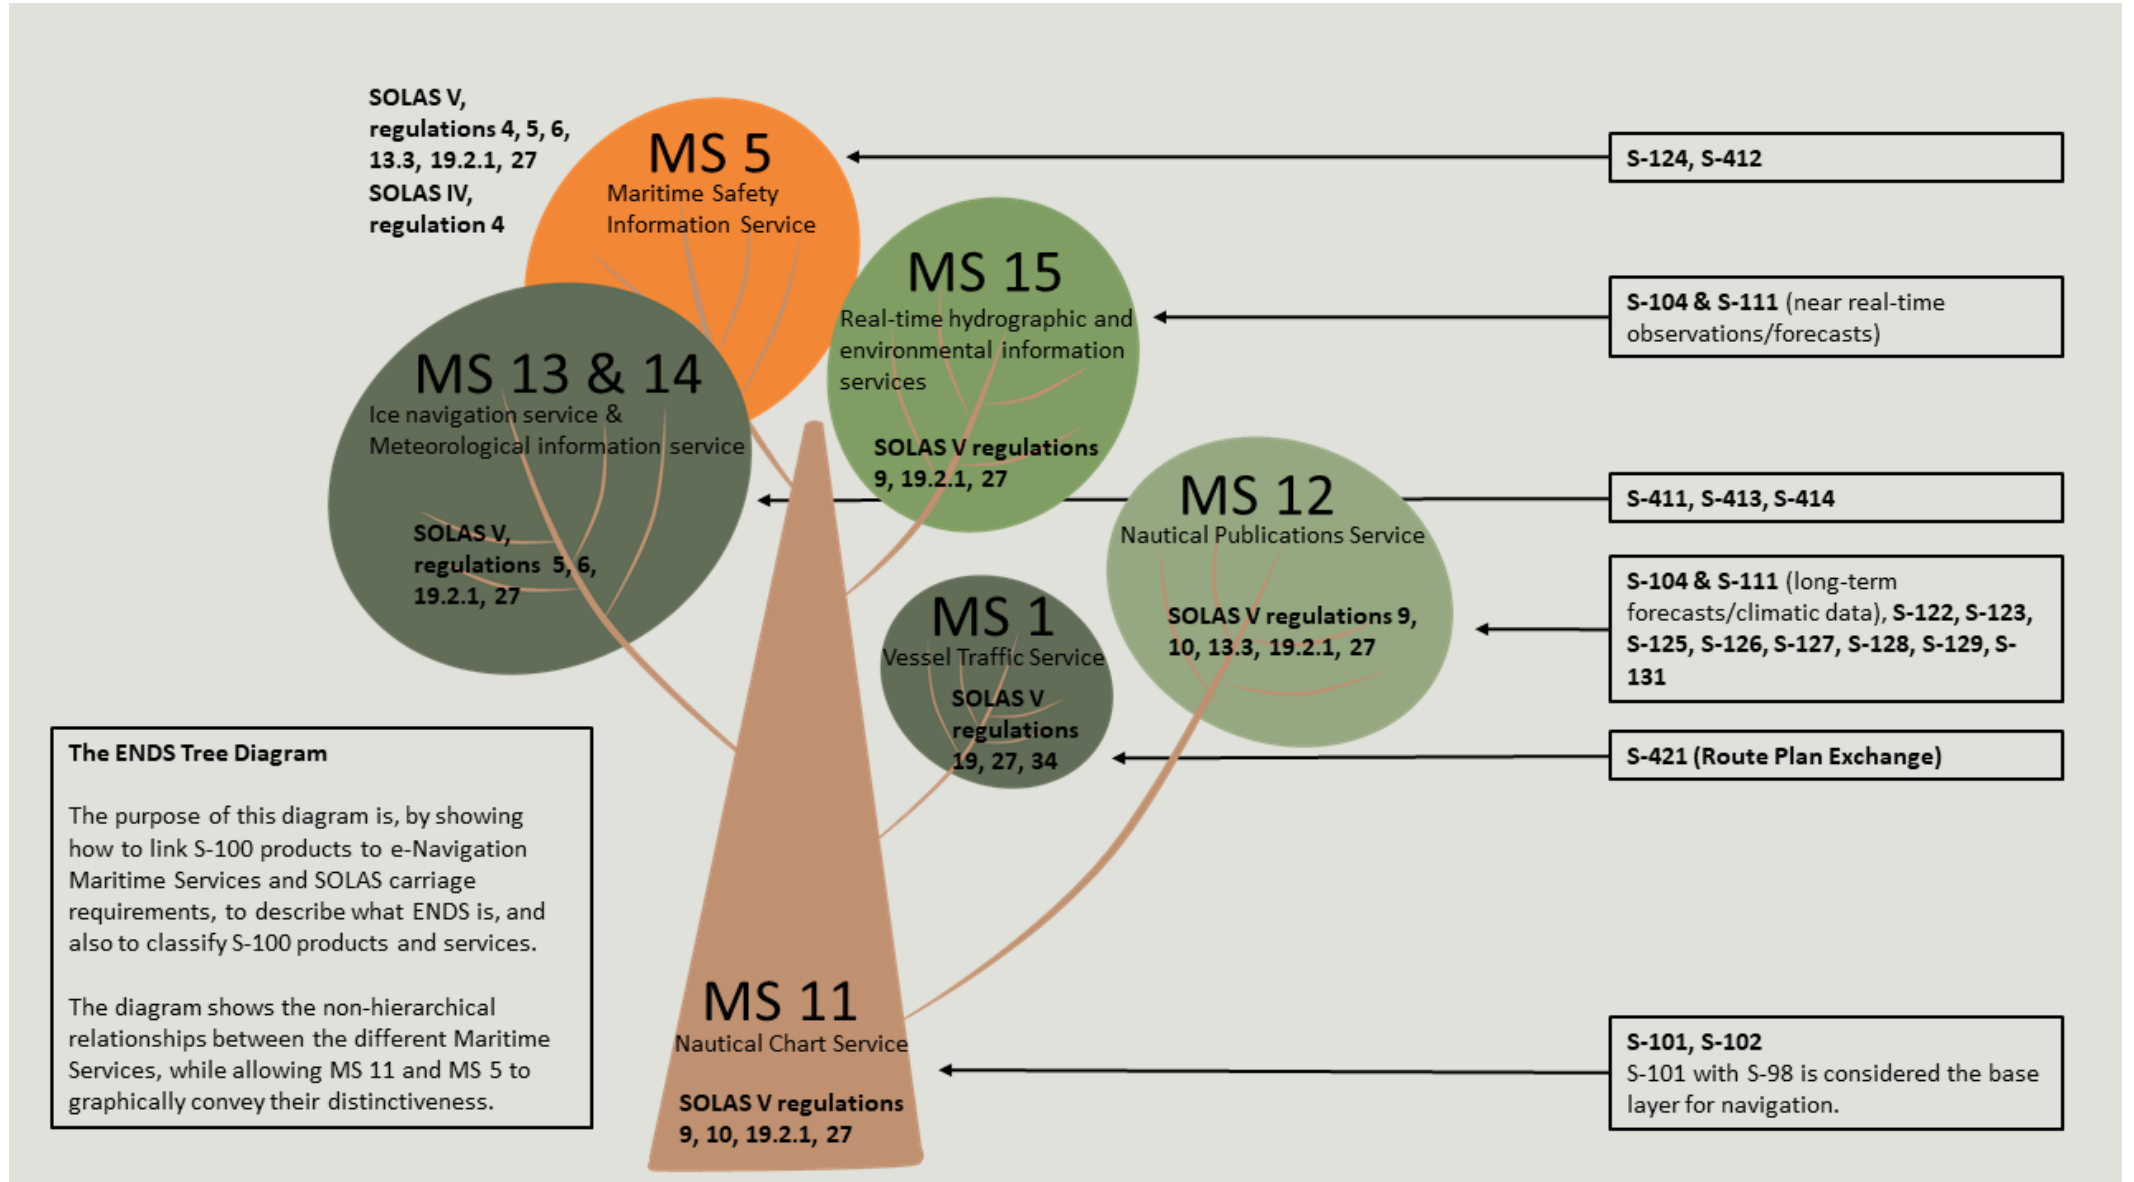 SOLAS V,
regulations 4, 5, 6,
13.3, 19.2.1, 27
SOLAS IV,
regulation 4
MS 5
Maritime Safety
Information Service
S-124, S-412
MS 15
Real-time hydrographic and
environmental information
services
SOLAS V regulations
9, 19.2.1, 27
S-104 & S-111 (near real-time
observations/forecasts)
MS 13 & 14
Ice navigation service &
Meteorological information service
SOLAS V,
regulations 5, 6,
19.2.1, 27
S-411, S-413, S-414
MS 12
Nautical Publications Service
SOLAS V regulations 9,
10, 13.3, 19.2.1, 27
S-104 & S-111 (long-term
forecasts/climatic data), S-122, S-123,
S-125, S-126, S-127, S-128, S-129, S-
131
MS 1
Vessel Traffic Service
SOLAS V
regulations
19, 27, 34
S-421 (Route Plan Exchange)
The ENDS Tree Diagram
The purpose of this diagram is, by showing
how to link S-100 products to e-Navigation
Maritime Services and SOLAS carriage
requirements, to describe what ENDS is, and
also to classify S-100 products and services.
The diagram shows the non-hierarchical
relationships between the different Maritime
Services, while allowing MS 11 and MS 5 to
graphically convey their distinctiveness.
MS 11
Nautical Chart Service
SOLAS V regulations
9, 10, 19.2.1, 27
S-101, S-102
S-101 with S-98 is considered the base
layer for navigation.